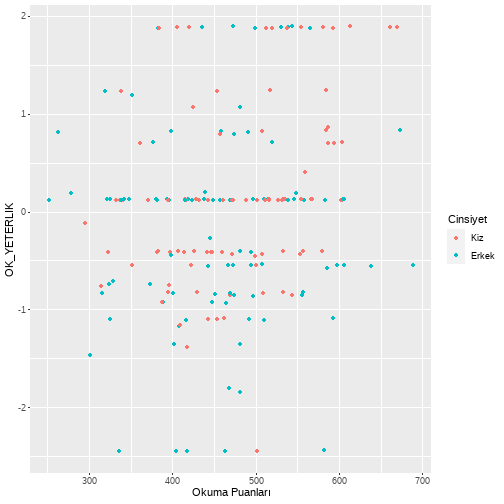 2
1
0
-1
-2
OK_YETERLIK
300 400 500 600 700
Okuma Puanları
Cinsiyet
Kiz
Erkek